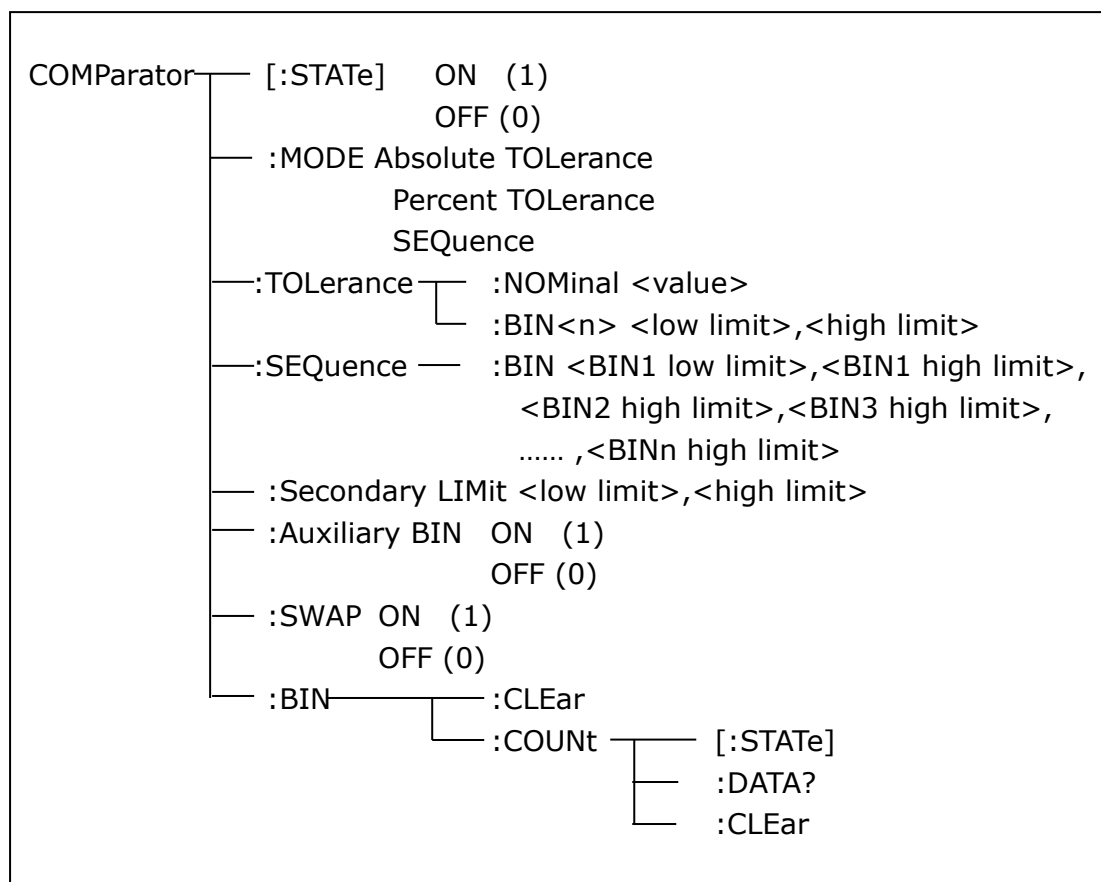 COMParator [:STATe] ON (1)
OFF (0)
:MODE Absolute TOLerance
Percent TOLerance
SEQuence
:TOLerance :NOMinal <value>
:BIN<n> <low limit>,<high limit>
:SEQuence :BIN <BIN1 low limit>,<BIN1 high limit>,
<BIN2 high limit>,<BIN3 high limit>,
...... ,<BINn high limit>
:Secondary LIMit <low limit>,<high limit>
:Auxiliary BIN ON (1)
OFF (0)
:SWAP ON (1)
OFF (0)
:BIN :CLEar
:COUNt [:STATe]
:DATA?
:CLEar